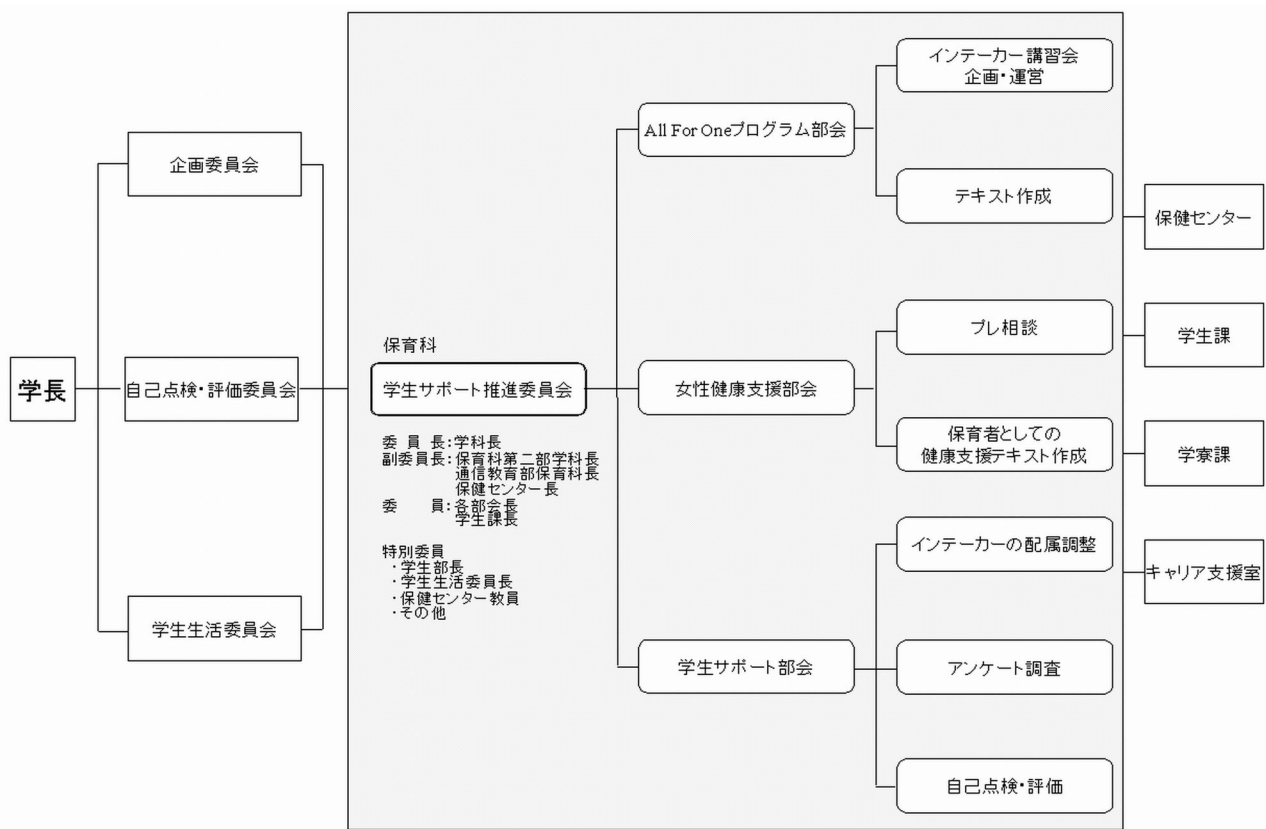 学長
企画委員会
自己点検・評価委員会
学生生活委員会
保育科
学生サポート推進委員会
委 員 長:学科長
副委員長:保育科第二部学科長
通信教育部保育科長
保健センター長
委　　員:各部会長
学生課長
特別委員
・学生部長
・学生生活委員長
・保健センター教員
・その他
All For Oneプログラム部会
インテーカー講習会
企画・運営
テキスト作成
女性健康支援部会
プレ相談
保育者としての
健康支援テキスト作成
学生サポート部会
インテーカーの配属調整
アンケート調査
自己点検・評価
保健センター
学生課
学寮課
キャリア支援室